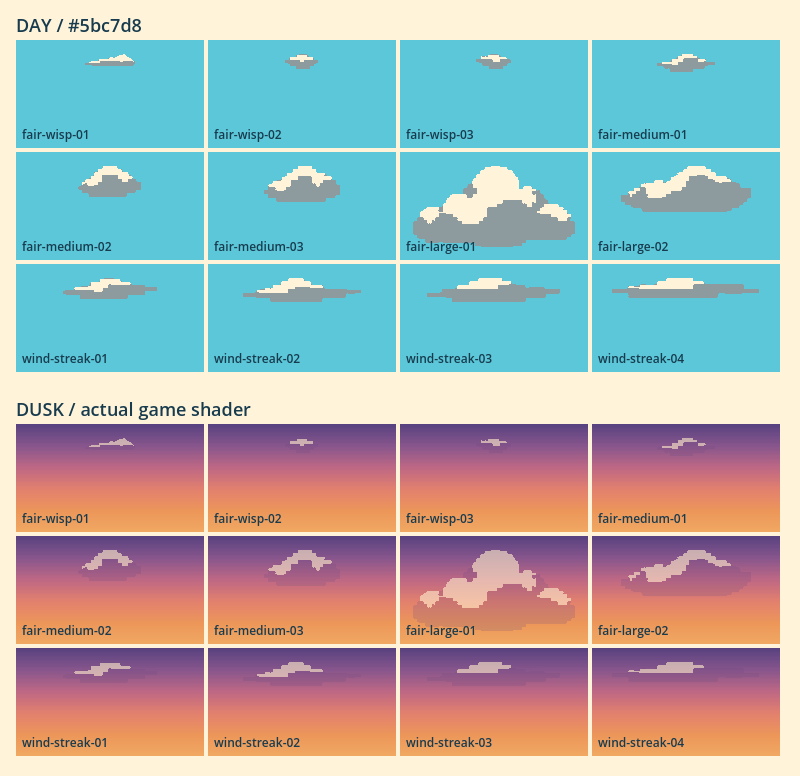 DAY / #5bc7d8
fair-wisp-01 fair-wisp-02 fair-wisp-03 fair-medium-01
fair-medium-02 fair-medium-03 fair-large-01 fair-large-02
wind-streak-01 wind-streak-02 wind-streak-03 wind-streak-04
DUSK / actual game shader
fair-wisp-01 fair-wisp-02 fair-wisp-03 fair-medium-01
fair-medium-02 fair-medium-03 fair-large-01 fair-large-02
wind-streak-01 wind-streak-02 wind-streak-03 wind-streak-04